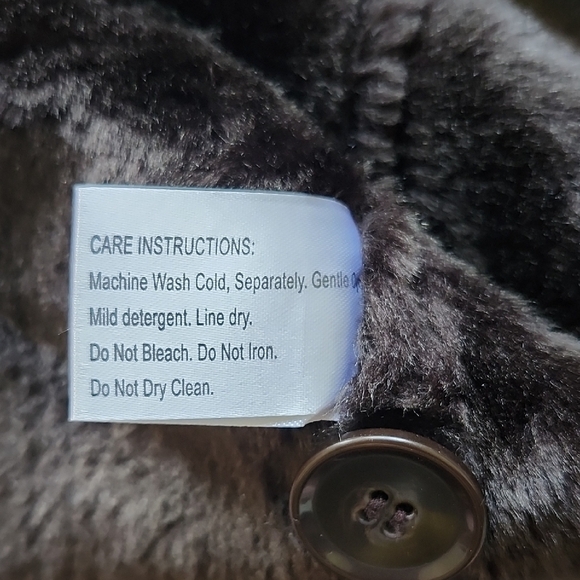 CARE INSTRUCTIONS:
Machine Wash Cold, Separately. Gentle
Mild detergent. Line dry.
Do Not Bleach. Do Not Iron.
Do Not Dry Clean.